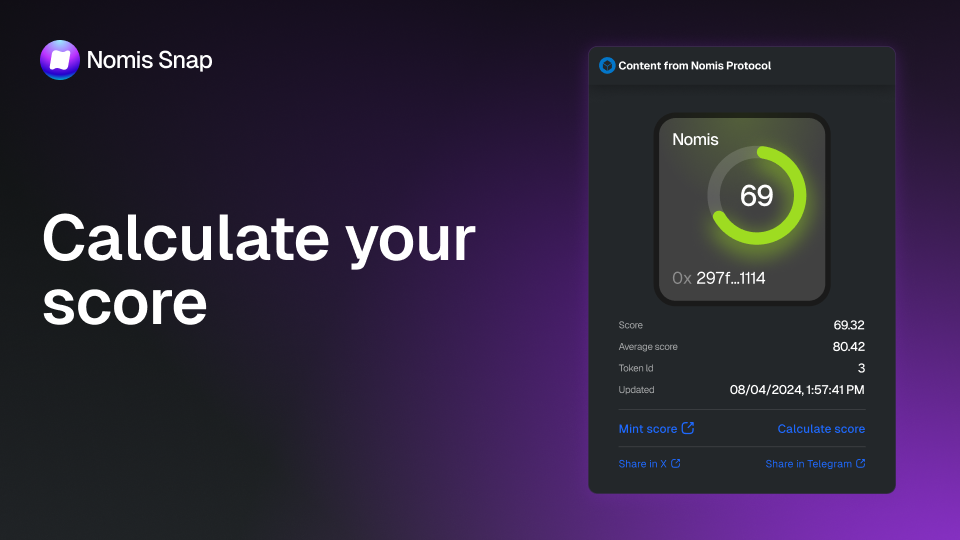 Nomis Snap
Calculate your
score
Content from Nomis Protocol
Nomis
69
0x 297f...1114
Score 69.32
Average score 80.42
Token Id 3
Updated 08/04/2024, 1:57:41 PM
Mint score Calculate score
Share in X Share in Telegram